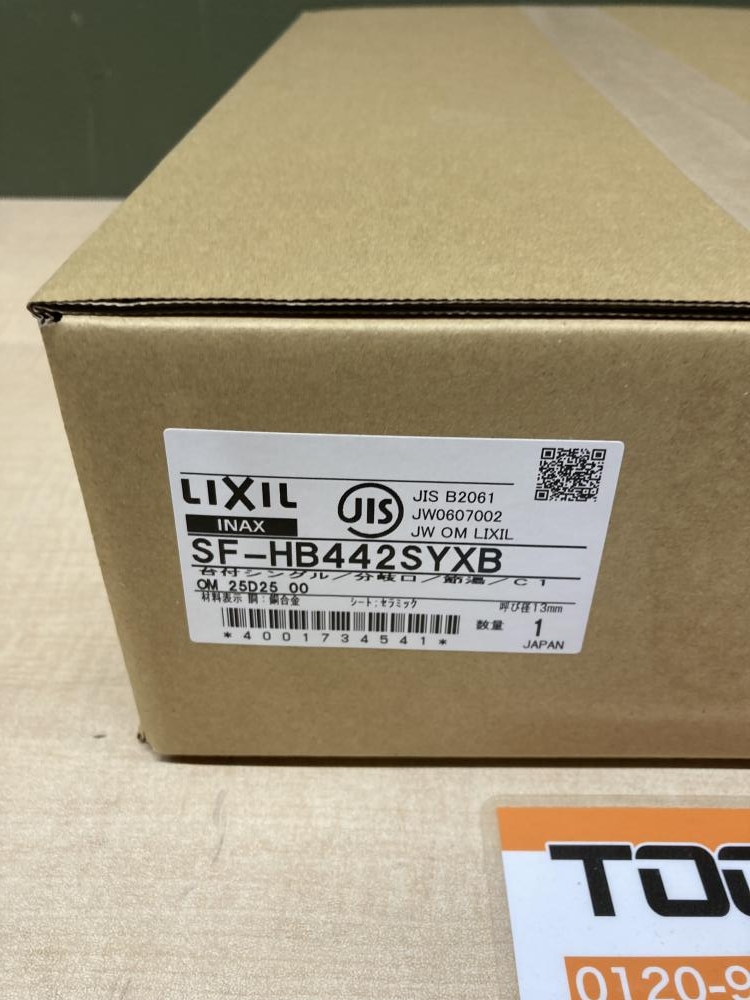 LIXIL
INAX
JIS
JIS B2061
JW0607002
JW OM LIXIL
SF-HB442SYXB
台付シングル/分岐口/節湯/C1
OM 25D25 00
材料表示 胴:銅合金 シート:セラミック 呼び径13mm
*4001734541*
数量 1
JAPAN
0120-9